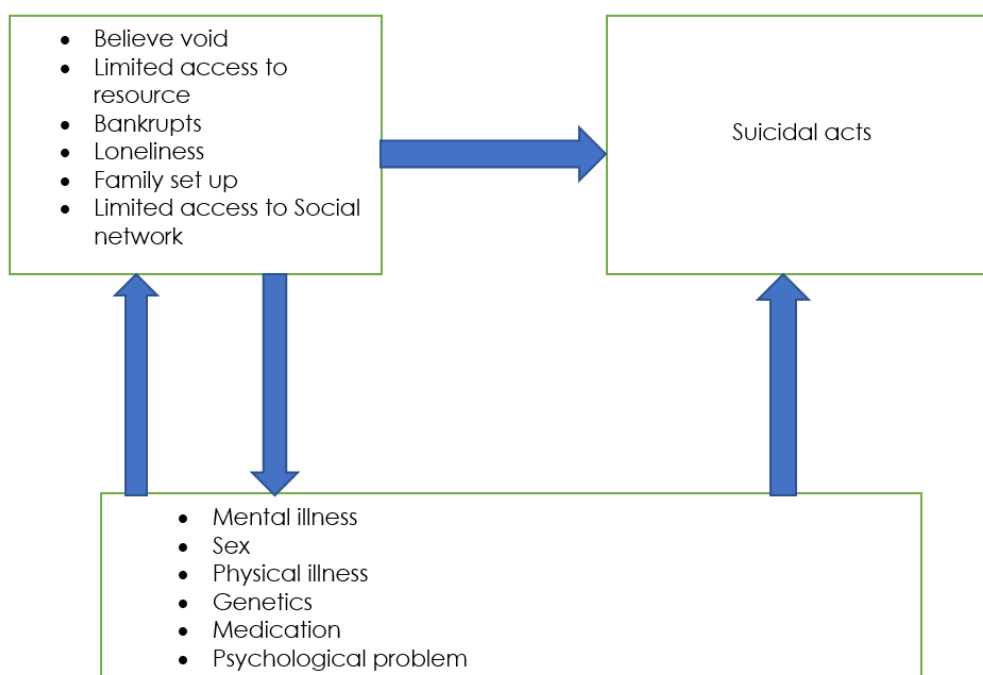 • Believe void
• Limited access to
resource
• Bankrupts
• Loneliness
• Family set up
• Limited access to Social
network
Suicidal acts
• Mental illness
• Sex
• Physical illness
• Genetics
• Medication
• Psychological problem